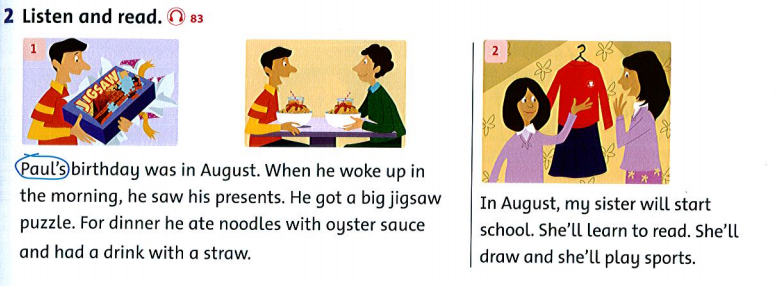 2 Listen and read. 83
1
JIGSAW
Paul's birthday was in August. When he woke up in
the morning, he saw his presents. He got a big jigsaw
puzzle. For dinner he ate noodles with oyster sauce
and had a drink with a straw.
2
In August, my sister will start
school. She'll learn to read. She'll
draw and she'll play sports.